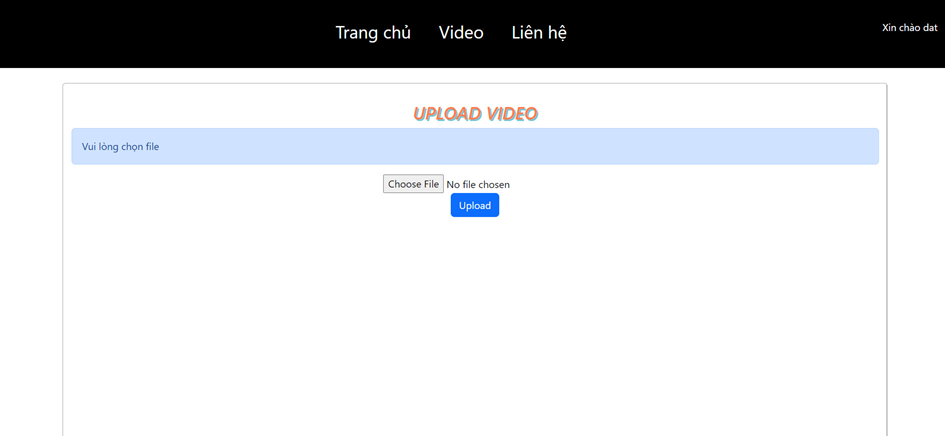 Trang chủ Video Liên hệ
Xin chào dat
UPLOAD VIDEO
Vui lòng chọn file
Choose File No file chosen
Upload